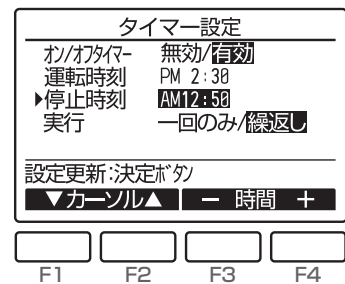 タイマー設定
オン/オフタイマー 無効/有効
運転時刻 PM 2:30
▶停止時刻 AM12:50
実行 一回のみ/繰返し
設定更新:決定ボタン
▼カーソル▲ − 時間 +
F1 F2 F3 F4